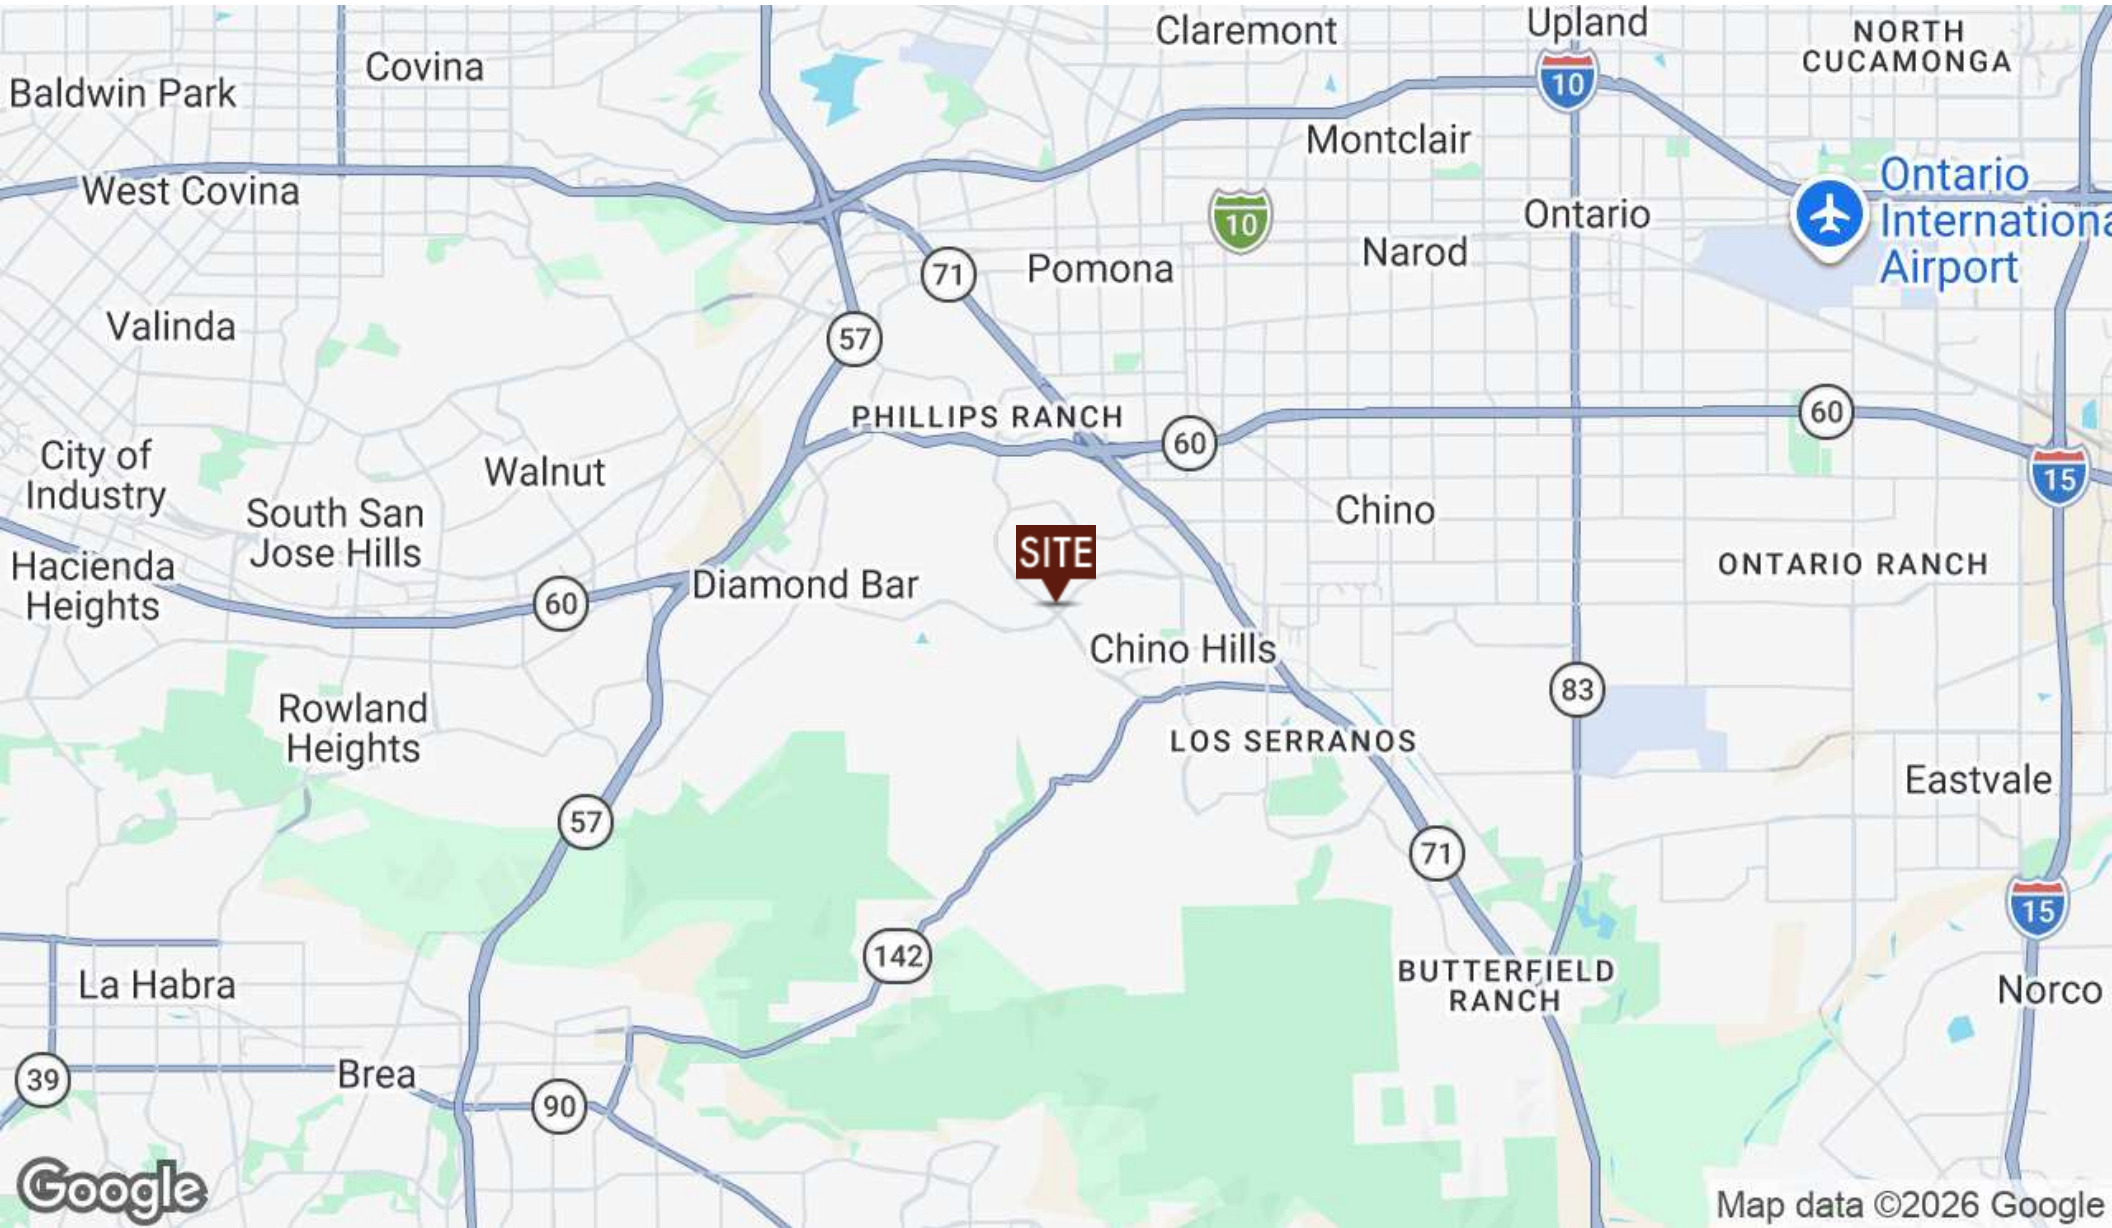 Claremont
Upland
NORTH
CUCAMONGA
Covina
Baldwin Park
10
Montclair
West Covina
Ontario
Internationa
Airport
10
Ontario
Narod
71
Pomona
Valinda
57
PHILLIPS RANCH
60
60
City of
Industry
Walnut
15
South San
Jose Hills
Chino
SITE
ONTARIO RANCH
Hacienda
Heights
60
Diamond Bar
Chino Hills
83
Rowland
Heights
LOS SERRANOS
Eastvale
57
71
15
142
La Habra
BUTTERFIELD
RANCH
Norco
39
Brea
90
Google
Map data ©2026 Google